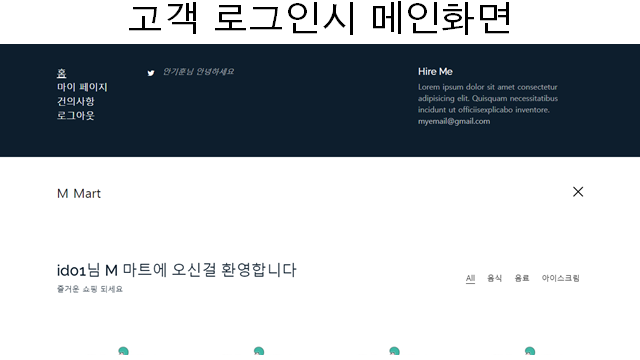 고객 로그인시 메인화면
홈
마이 페이지
건의사항
로그아웃
안기훈님 안녕하세요
Hire Me
Lorem ipsum dolor sit amet consectetur
adipisicing elit. Quisquam necessitatibus
incidunt ut officiisexplicabo inventore.
myemail@gmail.com
M Mart
id01님 M 마트에 오신걸 환영합니다
즐거운 쇼핑 되세요
All 음식 음료 아이스크림